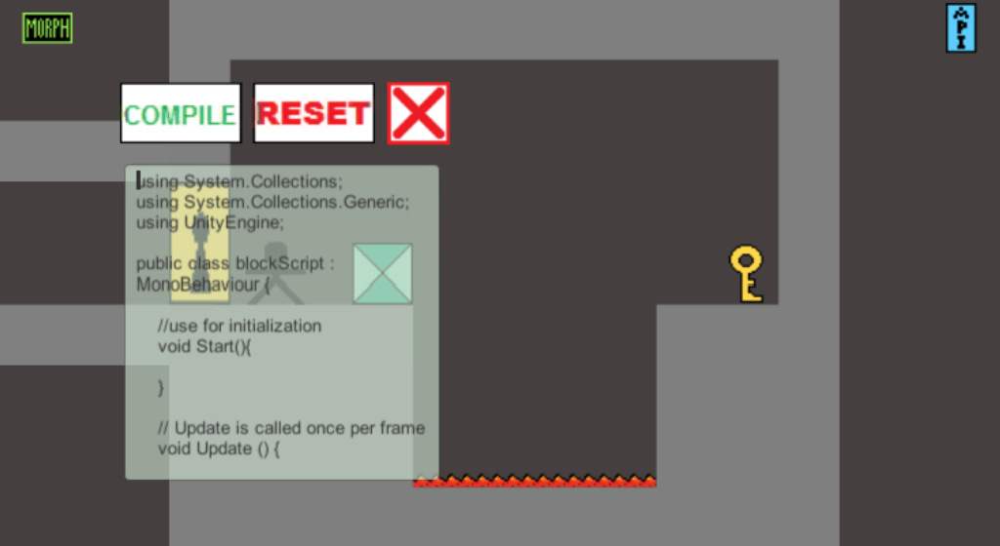 MORPH
API
COMPILE RESET
using System.Collections;
using System.Collections.Generic;
using UnityEngine;
public class blockScript :
MonoBehaviour {
//use for initialization
void Start(){
}
// Update is called once per frame
void Update () {